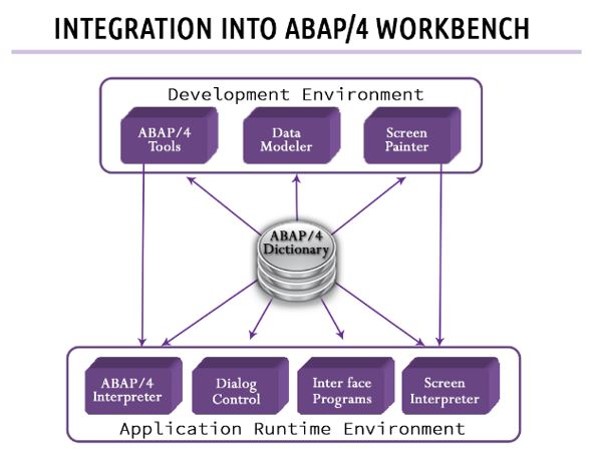 INTEGRATION INTO ABAP/4 WORKBENCH
Development Environment
ABAP/4
Tools
Data
Modeler
Screen
Painter
ABAP/4
Dictionary
ABAP/4
Interpreter
Dialog
Control
Inter face
Programs
Screen
Interpreter
Application Runtime Environment